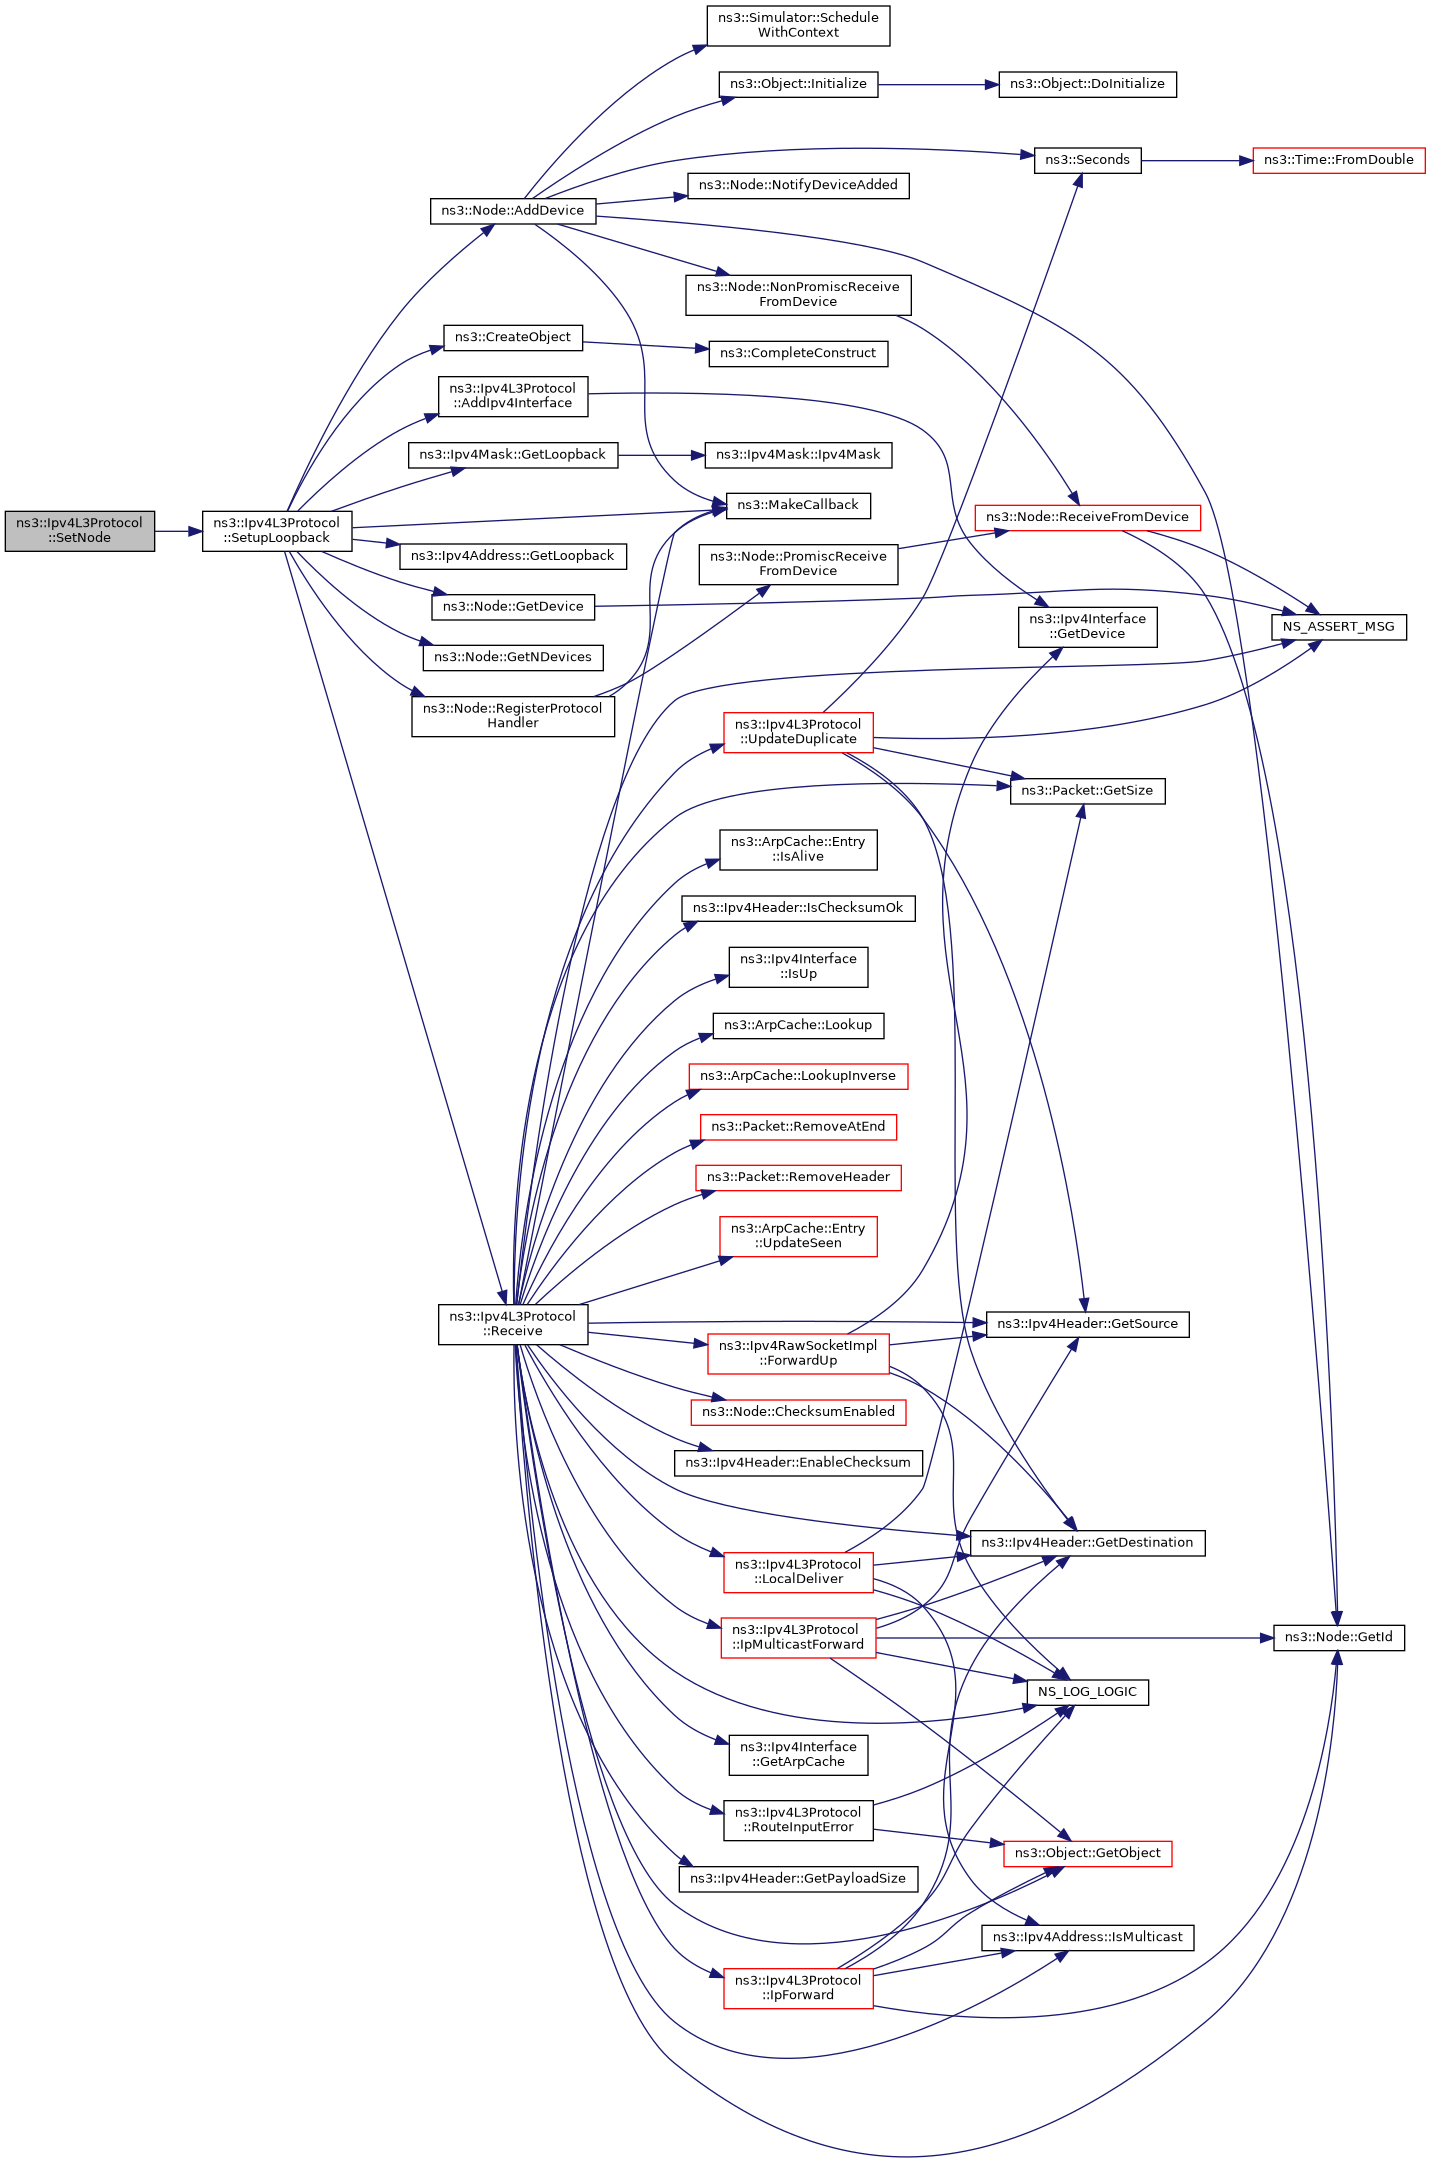 ns3::Simulator::Schedule
WithContext
ns3::Object::Initialize
ns3::Object::DoInitialize
ns3::Seconds
ns3::Time::FromDouble
ns3::Node::NotifyDeviceAdded
ns3::Node::AddDevice
ns3::Node::NonPromiscReceive
FromDevice
ns3::CreateObject
ns3::CompleteConstruct
ns3::Ipv4L3Protocol
::AddIpv4Interface
ns3::Ipv4Mask::GetLoopback
ns3::Ipv4Mask::Ipv4Mask
ns3::MakeCallback
ns3::Node::ReceiveFromDevice
ns3::Ipv4L3Protocol
::SetNode
ns3::Ipv4L3Protocol
::SetupLoopback
ns3::Ipv4Address::GetLoopback
ns3::Node::PromiscReceive
FromDevice
ns3::Node::GetDevice
ns3::Ipv4Interface
::GetDevice
NS_ASSERT_MSG
ns3::Node::GetNDevices
ns3::Node::RegisterProtocol
Handler
ns3::Ipv4L3Protocol
::UpdateDuplicate
ns3::Packet::GetSize
ns3::ArpCache::Entry
::IsAlive
ns3::Ipv4Header::IsChecksumOk
ns3::Ipv4Interface
::IsUp
ns3::ArpCache::Lookup
ns3::ArpCache::LookupInverse
ns3::Packet::RemoveAtEnd
ns3::Packet::RemoveHeader
ns3::ArpCache::Entry
::UpdateSeen
ns3::Ipv4L3Protocol
::Receive
ns3::Ipv4Header::GetSource
ns3::Ipv4RawSocketImpl
::ForwardUp
ns3::Node::ChecksumEnabled
ns3::Ipv4Header::EnableChecksum
ns3::Ipv4Header::GetDestination
ns3::Ipv4L3Protocol
::LocalDeliver
ns3::Ipv4L3Protocol
::IpMulticastForward
ns3::Node::GetId
NS_LOG_LOGIC
ns3::Ipv4Interface
::GetArpCache
ns3::Ipv4L3Protocol
::RouteInputError
ns3::Object::GetObject
ns3::Ipv4Header::GetPayloadSize
ns3::Ipv4Address::IsMulticast
ns3::Ipv4L3Protocol
::IpForward